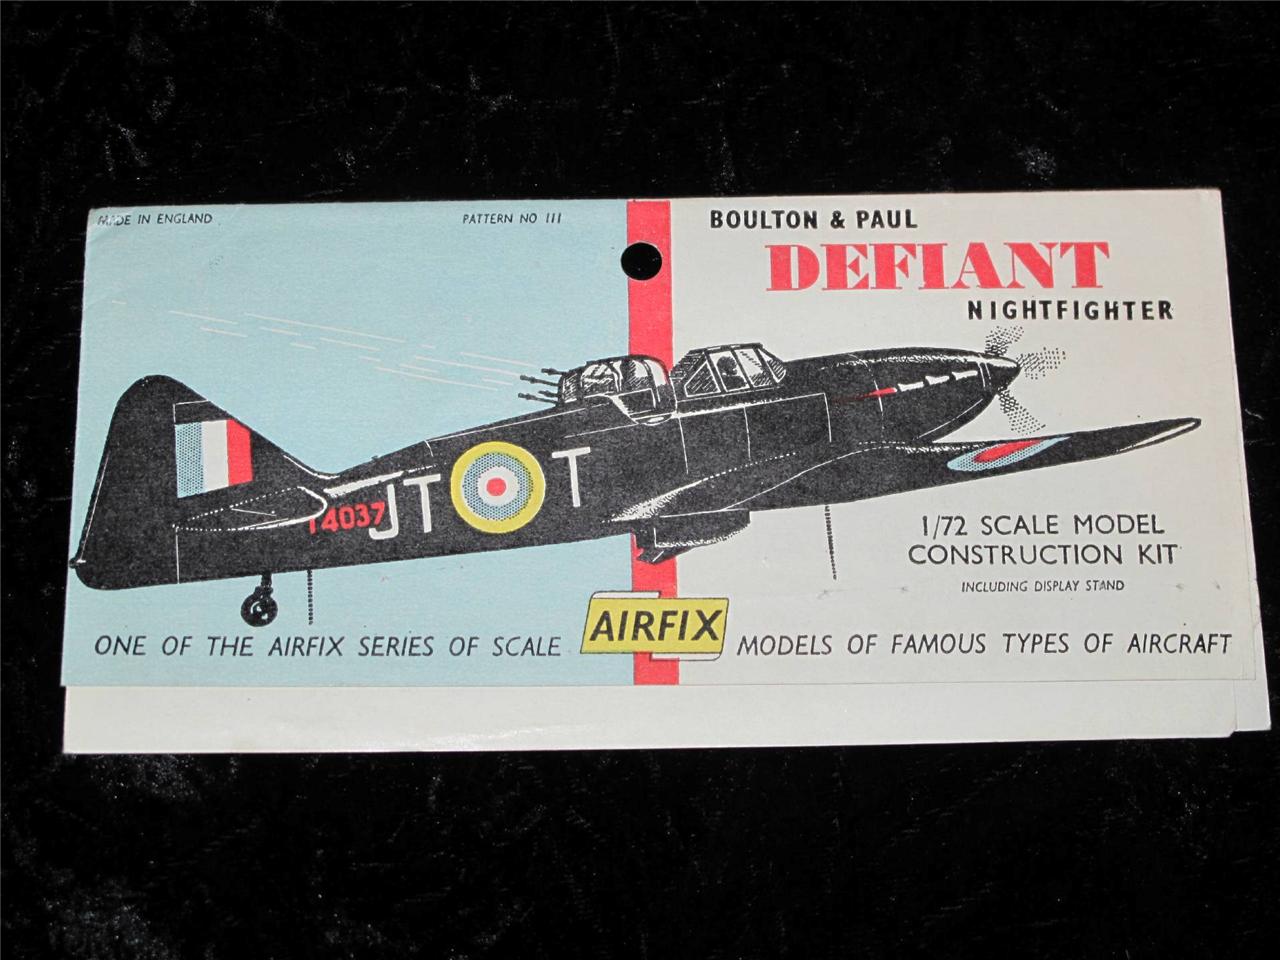 MADE IN ENGLAND
PATTERN NO 111
BOULTON & PAUL
DEFIANT
NIGHTFIGHTER
JT T
T4037
1/72 SCALE MODEL
CONSTRUCTION KIT
INCLUDING DISPLAY STAND
ONE OF THE AIRFIX SERIES OF SCALE AIRFIX MODELS OF FAMOUS TYPES OF AIRCRAFT